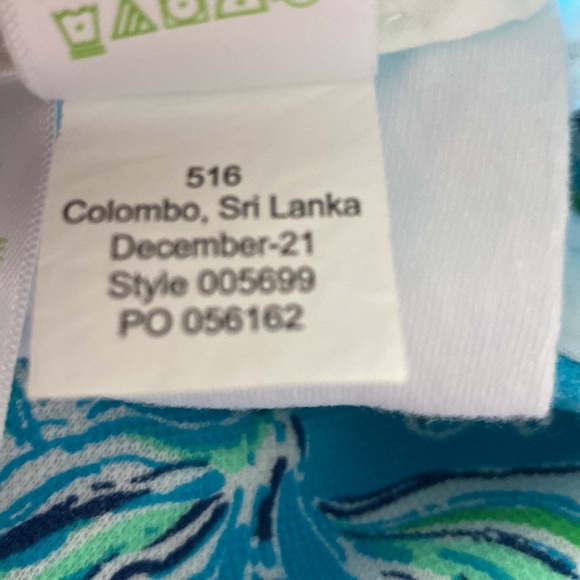 516
Colombo, Sri Lanka
December-21
Style 005699
PO 056162